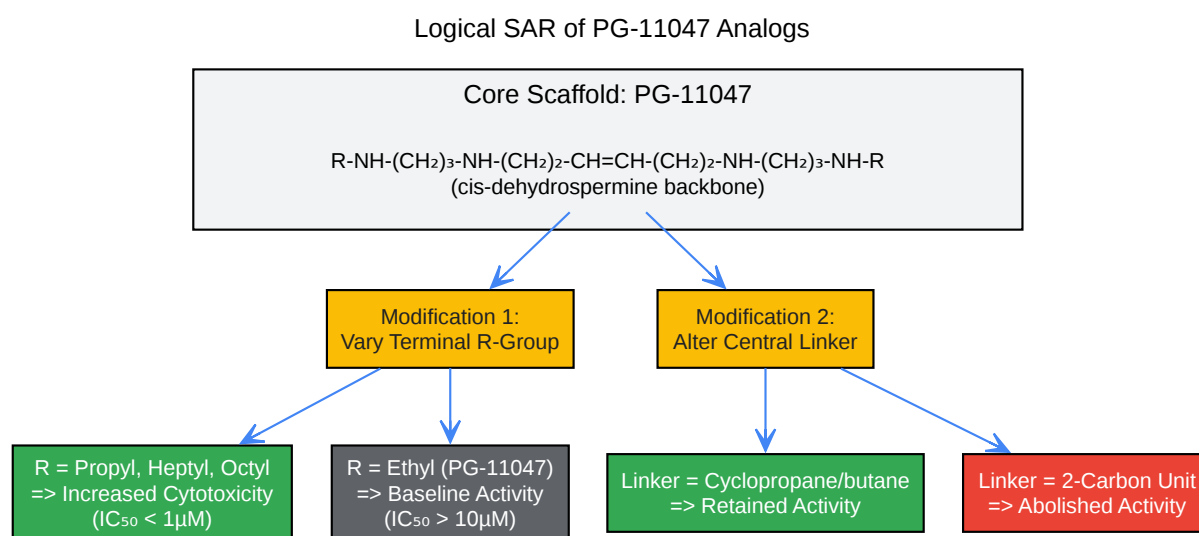 Logical SAR of PG-11047 Analogs
Core Scaffold: PG-11047
R-NH-(CH₂)₃-NH-(CH₂)₂-CH=CH-(CH₂)₂-NH-(CH₂)₃-NH-R
(cis-dehydrospermine backbone)
Modification 1:
Vary Terminal R-Group
Modification 2:
Alter Central Linker
R = Propyl, Heptyl, Octyl
=> Increased Cytotoxicity
(IC₅₀ < 1µM)
R = Ethyl (PG-11047)
=> Baseline Activity
(IC₅₀ > 10µM)
Linker = Cyclopropane/butane
=> Retained Activity
Linker = 2-Carbon Unit
=> Abolished Activity